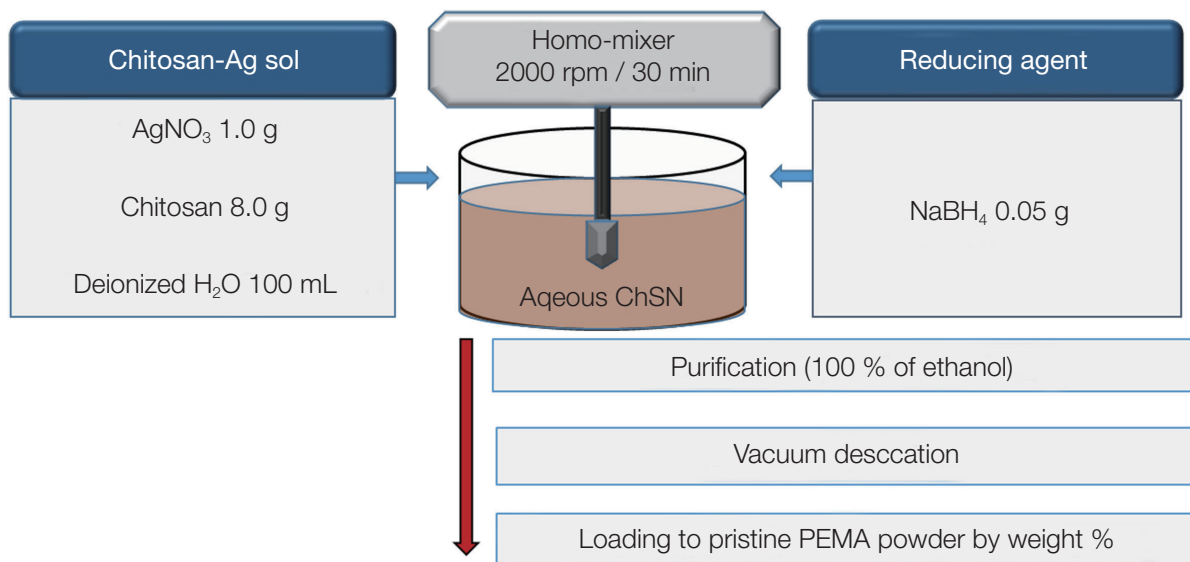 Chitosan-Ag sol
AgNO₃ 1.0 g
Chitosan 8.0 g
Deionized H₂O 100 mL
Homo-mixer
2000 rpm / 30 min
Aqeous ChSN
Reducing agent
NaBH₄ 0.05 g
Purification (100 % of ethanol)
Vacuum desccation
Loading to pristine PEMA powder by weight %